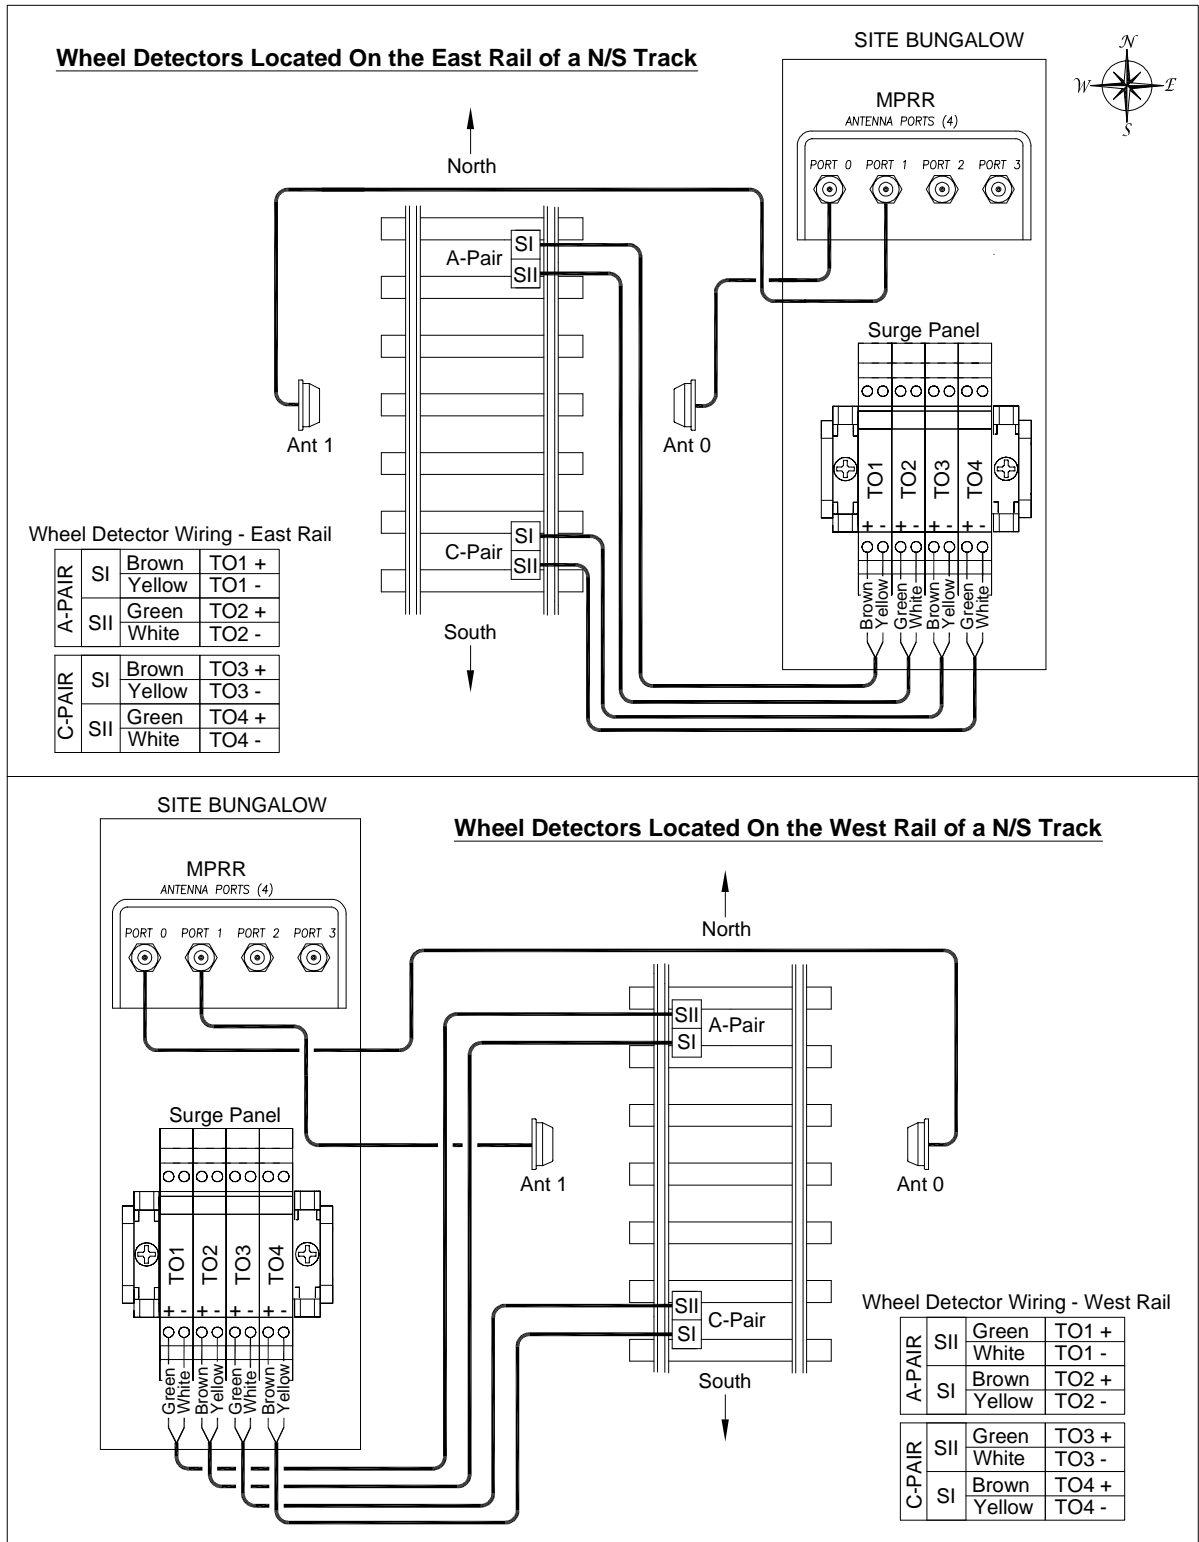 Wheel Detectors Located On the East Rail of a N/S Track
SITE BUNGALOW
N
W
E
S
MPRR
ANTENNA PORTS (4)
PORT 0 PORT 1 PORT 2 PORT 3
North
A-Pair
SI
SII
Surge Panel
Ant 1
Ant 0
TO1 TO2 TO3 TO4
+ - + - + - + -
C-Pair
SI
SII
Brown Yellow Green White Brown Yellow Green White
South
Wheel Detector Wiring - East Rail
A-PAIR
SI Brown TO1 +
Yellow TO1 -
SII Green TO2 +
White TO2 -
C-PAIR
SI Brown TO3 +
Yellow TO3 -
SII Green TO4 +
White TO4 -
SITE BUNGALOW
Wheel Detectors Located On the West Rail of a N/S Track
MPRR
ANTENNA PORTS (4)
PORT 0 PORT 1 PORT 2 PORT 3
North
SII
SI
A-Pair
Surge Panel
Ant 1
Ant 0
TO1 TO2 TO3 TO4
+ - + - + - + -
SII
SI
C-Pair
Green White Brown Yellow Green White Brown Yellow
South
Wheel Detector Wiring - West Rail
A-PAIR
SII Green TO1 +
White TO1 -
SI Brown TO2 +
Yellow TO2 -
C-PAIR
SII Green TO3 +
White TO3 -
SI Brown TO4 +
Yellow TO4 -